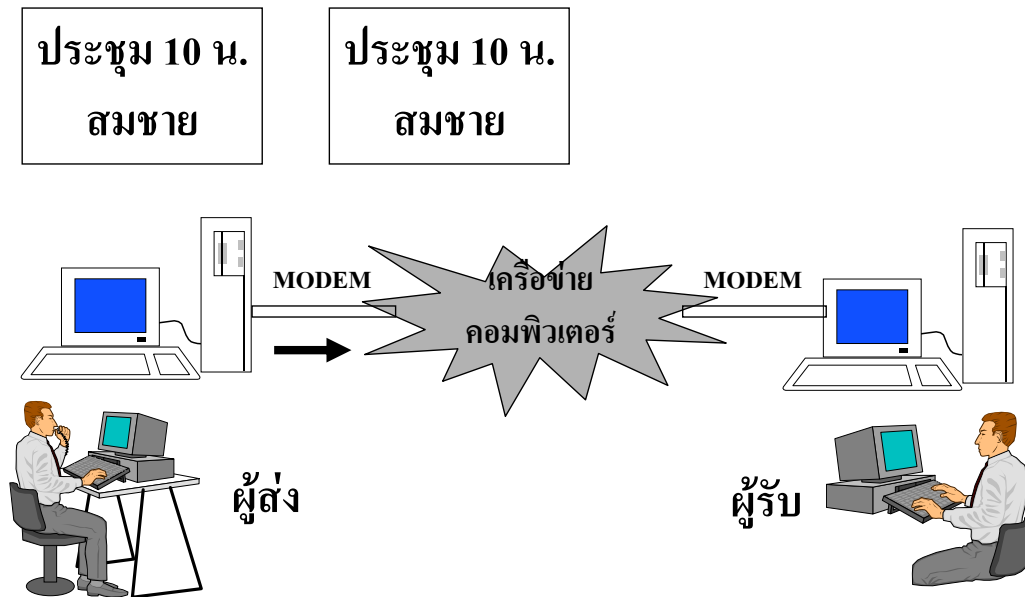 ประชุม 10 น.
สมชาย
ประชุม 10 น.
สมชาย
MODEM
เครือข่าย
คอมพิวเตอร์
MODEM
ผู้ส่ง
ผู้รับ